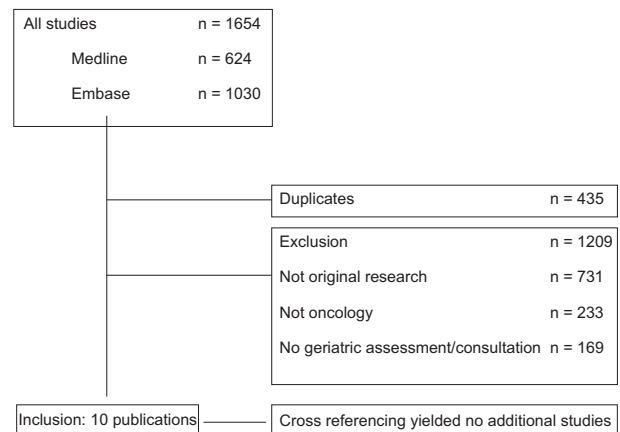 All studies n = 1654
Medline n = 624
Embase n = 1030
Duplicates n = 435
Exclusion n = 1209
Not original research n = 731
Not oncology n = 233
No geriatric assessment/consultation n = 169
Inclusion: 10 publications
Cross referencing yielded no additional studies